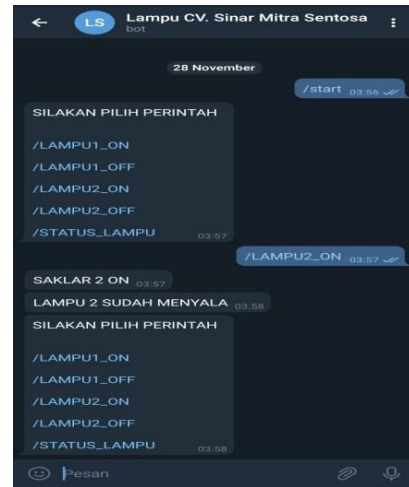 LS
Lampu CV. Sinar Mitra Sentosa
bot
28 November
/start 03:56
SILAKAN PILIH PERINTAH
/LAMPU1_ON
/LAMPU1_OFF
/LAMPU2_ON
/LAMPU2_OFF
/STATUS_LAMPU 03:57
/LAMPU2_ON 03:57
SAKLAR 2 ON 03:57
LAMPU 2 SUDAH MENYALA 03:58
SILAKAN PILIH PERINTAH
/LAMPU1_ON
/LAMPU1_OFF
/LAMPU2_ON
/LAMPU2_OFF
/STATUS_LAMPU 03:58
Pesan